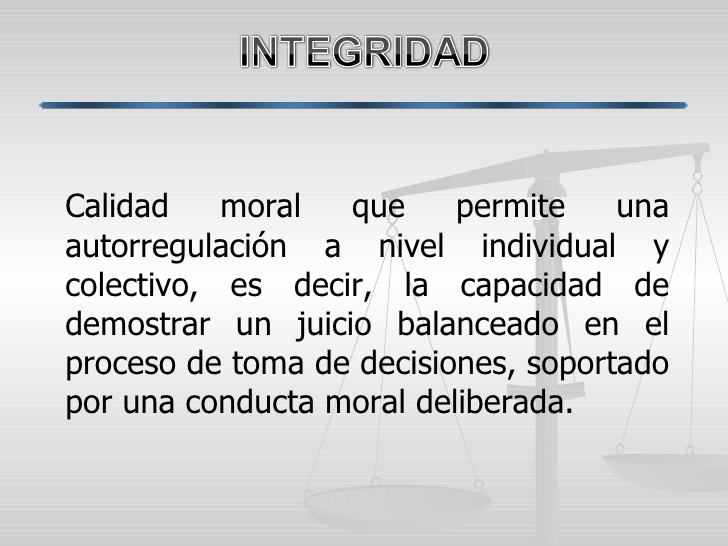 INTEGRIDAD
Calidad moral que permite una
autorregulación a nivel individual y
colectivo, es decir, la capacidad de
demostrar un juicio balanceado en el
proceso de toma de decisiones, soportado
por una conducta moral deliberada.